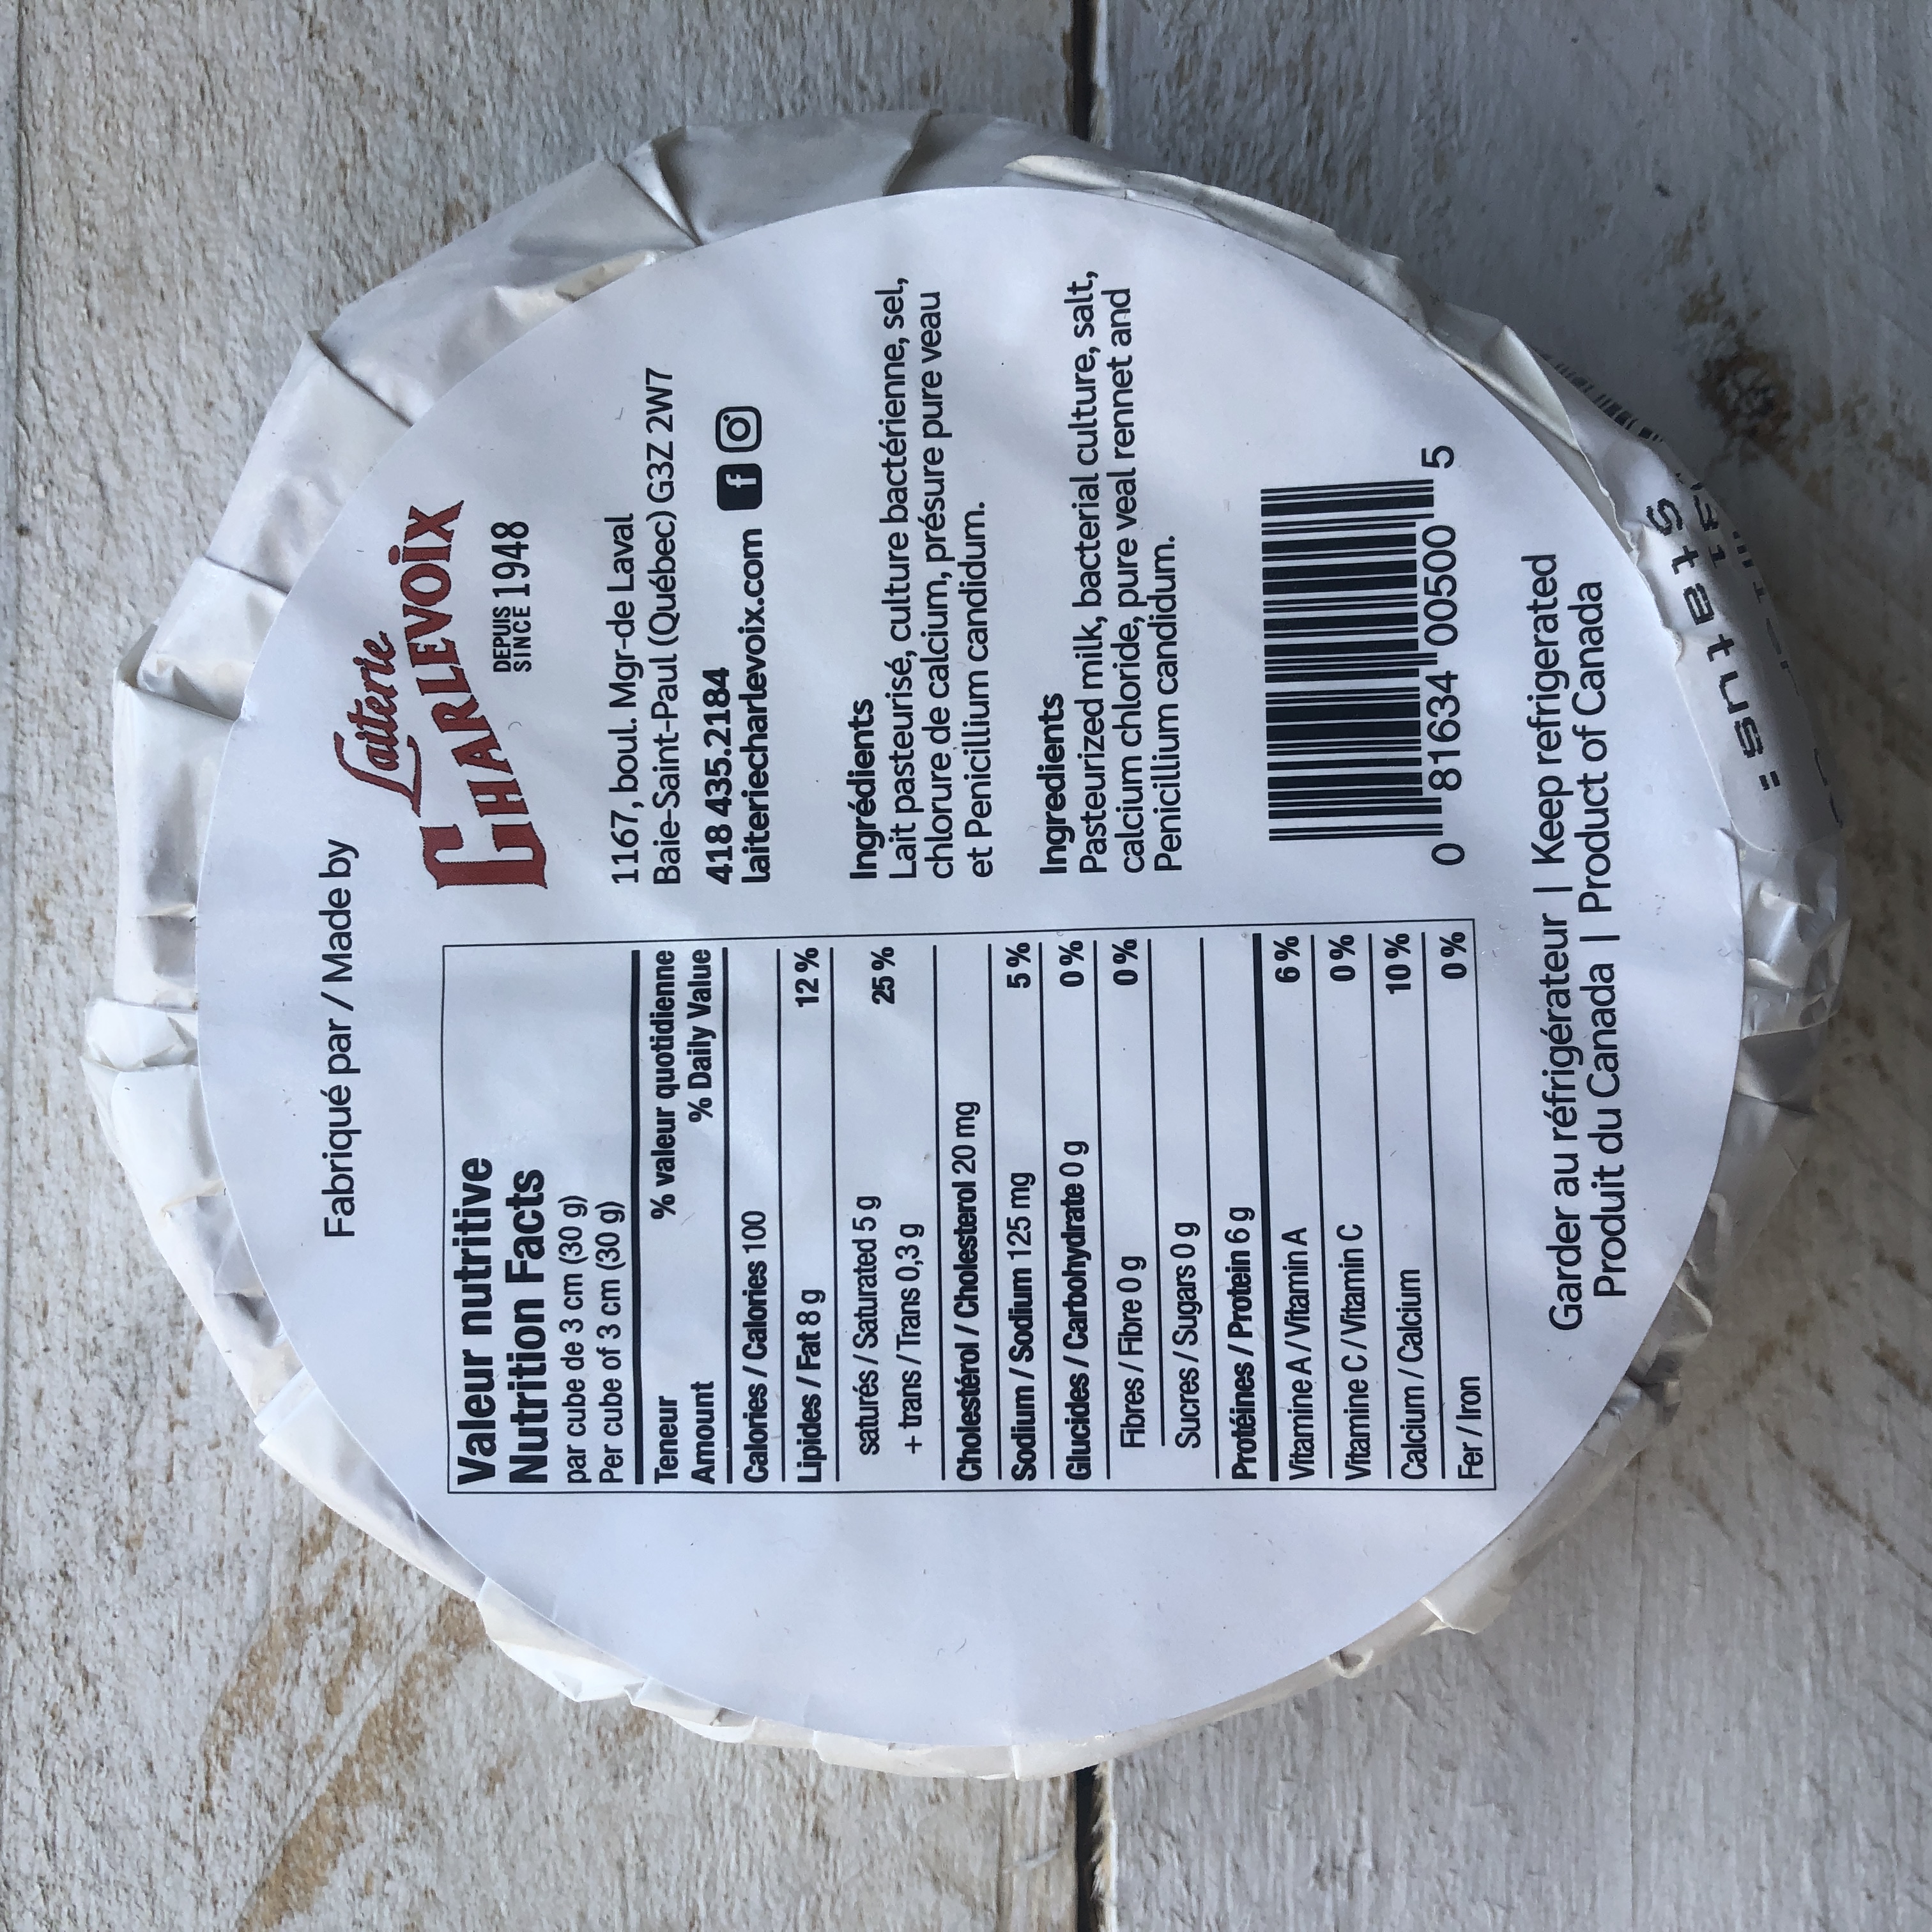 Fabriqué par / Made by
Laiterie
CHARLEVOIX
DEPUIS
SINCE 1948
1167, boul. Mgr-de Laval
Baie-Saint-Paul (Québec) G3Z 2W7
418 435.2184
laiteriecharlevoix.com
Ingrédients
Lait pasteurisé, culture bactérienne, sel,
chlorure de calcium, présure pure veau
et Penicillium candidum.
Ingredients
Pasteurized milk, bacterial culture, salt,
calcium chloride, pure veal rennet and
Penicillium candidum.
0 81634 00500 5
Valeur nutritive
Nutrition Facts
par cube de 3 cm (30 g)
Per cube of 3 cm (30 g)
Teneur % valeur quotidienne
Amount % Daily Value
Calories / Calories 100
Lipides / Fat 8 g 12 %
saturés / Saturated 5 g 25 %
+ trans / Trans 0,3 g
Cholestérol / Cholesterol 20 mg
Sodium / Sodium 125 mg 5 %
Glucides / Carbohydrate 0 g 0 %
Fibres / Fibre 0 g 0 %
Sucres / Sugars 0 g
Protéines / Protein 6 g
Vitamine A / Vitamin A 6 %
Vitamine C / Vitamin C 0 %
Calcium / Calcium 10 %
Fer / Iron 0 %
Garder au réfrigérateur | Keep refrigerated
Produit du Canada | Product of Canada